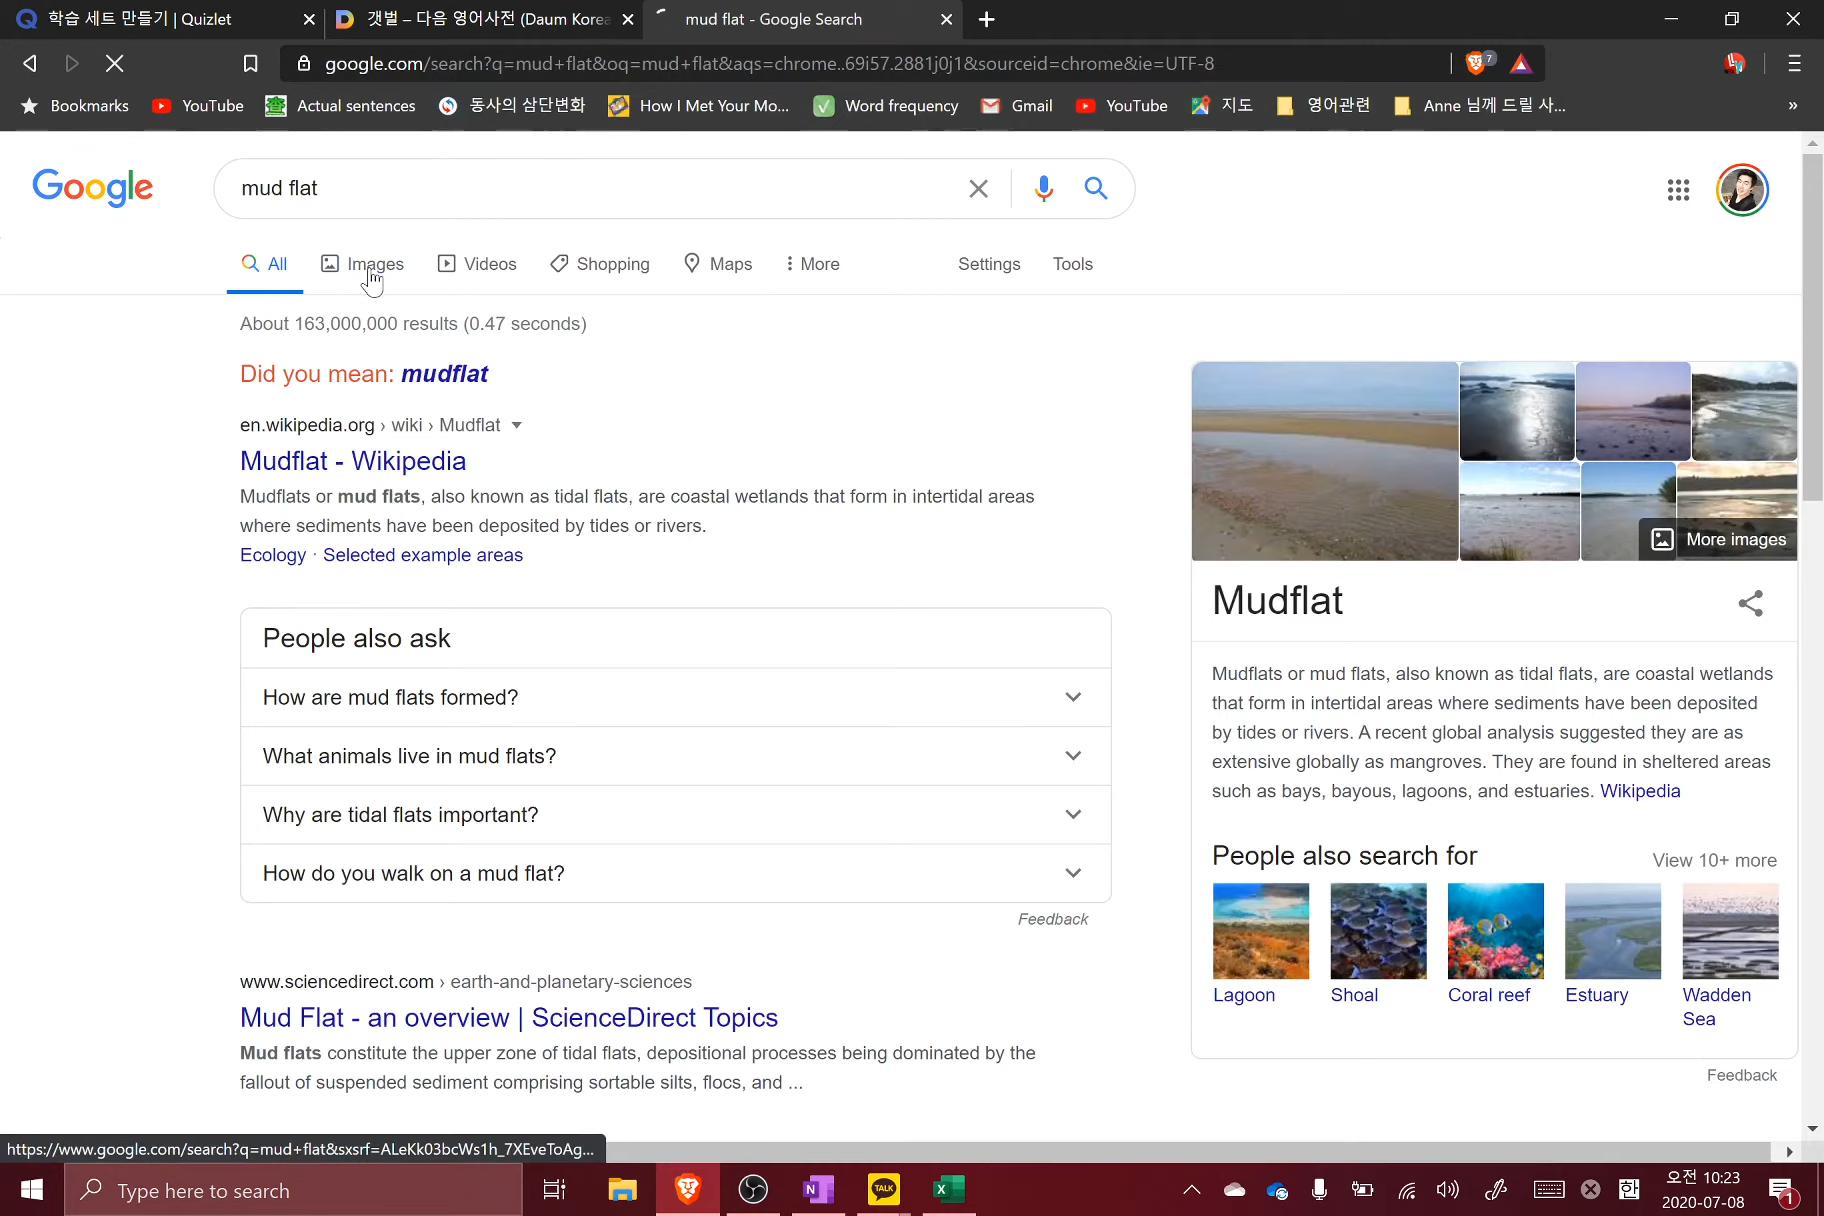 학습 세트 만들기 | Quizlet
갯벌 – 다음 영어사전 (Daum Korea
mud flat - Google Search
google.com/search?q=mud+flat&oq=mud+flat&aqs=chrome..69i57.2881j0j1&sourceid=chrome&ie=UTF-8
7
Bookmarks YouTube Actual sentences 동사의 삼단변화 How I Met Your Mo... Word frequency Gmail YouTube 지도 영어관련 Anne 님께 드릴 사... »
Google
mud flat
All Images Videos Shopping Maps More Settings Tools
About 163,000,000 results (0.47 seconds)
Did you mean: mudflat
en.wikipedia.org › wiki › Mudflat
Mudflat - Wikipedia
Mudflats or mud flats, also known as tidal flats, are coastal wetlands that form in intertidal areas
where sediments have been deposited by tides or rivers.
Ecology · Selected example areas
People also ask
How are mud flats formed?
What animals live in mud flats?
Why are tidal flats important?
How do you walk on a mud flat?
Feedback
www.sciencedirect.com › earth-and-planetary-sciences
Mud Flat - an overview | ScienceDirect Topics
Mud flats constitute the upper zone of tidal flats, depositional processes being dominated by the
fallout of suspended sediment comprising sortable silts, flocs, and ...
More images
Mudflat
Mudflats or mud flats, also known as tidal flats, are coastal wetlands
that form in intertidal areas where sediments have been deposited
by tides or rivers. A recent global analysis suggested they are as
extensive globally as mangroves. They are found in sheltered areas
such as bays, bayous, lagoons, and estuaries. Wikipedia
People also search for
View 10+ more
Lagoon Shoal Coral reef Estuary Wadden
Sea
Feedback
https://www.google.com/search?q=mud+flat&sxsrf=ALeKk03bcWs1h_7XEveToAg...
Type here to search
N
TALK
X
한
오전 10:23
2020-07-08
1